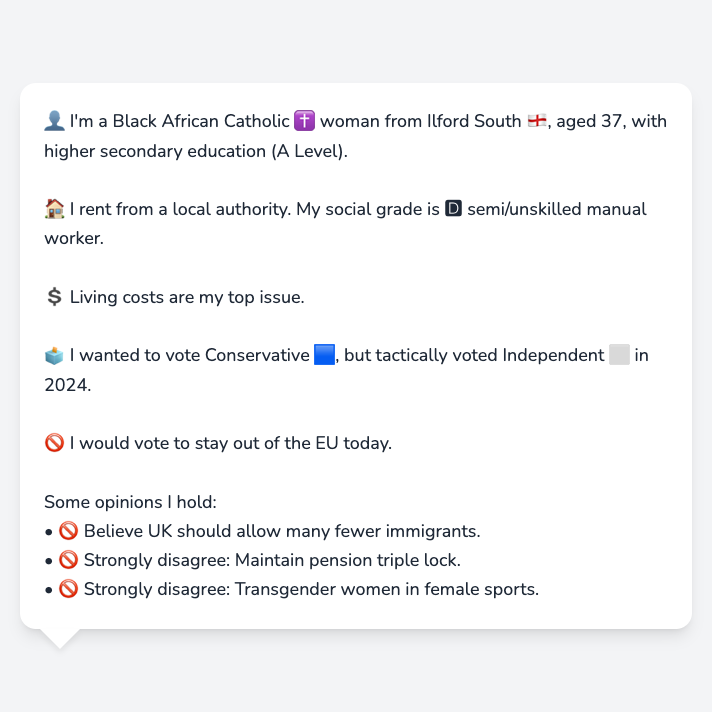 👤 I'm a Black African Catholic ✝️ woman from Ilford South 🏴󠁧󠁢󠁥󠁮󠁧󠁿, aged 37, with
higher secondary education (A Level).
🏠 I rent from a local authority. My social grade is 🅳 semi/unskilled manual
worker.
💲 Living costs are my top issue.
🗳️ I wanted to vote Conservative 🟦, but tactically voted Independent ⬜ in
2024.
🚫 I would vote to stay out of the EU today.
Some opinions I hold:
• 🚫 Believe UK should allow many fewer immigrants.
• 🚫 Strongly disagree: Maintain pension triple lock.
• 🚫 Strongly disagree: Transgender women in female sports.